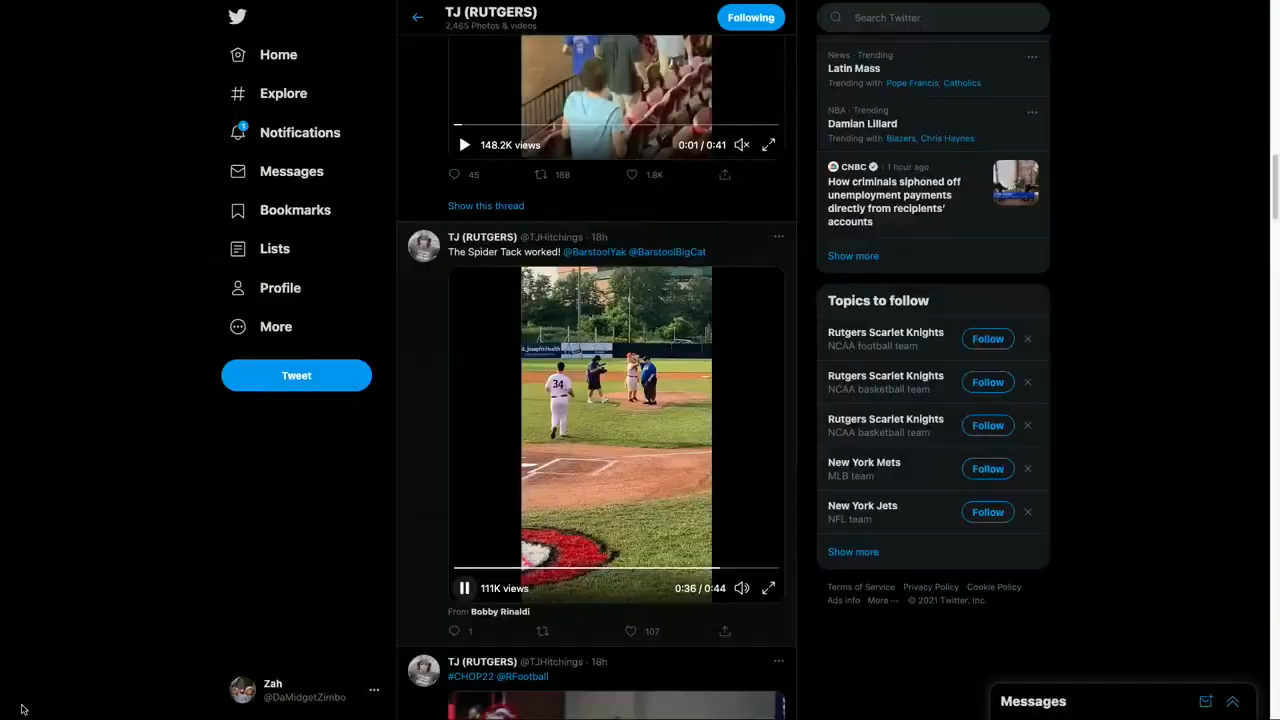 Home
Explore
1
Notifications
Messages
Bookmarks
Lists
Profile
More
Tweet
Zah
@DaMidgetZimbo
TJ (RUTGERS)
2,465 Photos & videos
Following
148.2K views
0:01 / 0:41
45
188
1.8K
Show this thread
TJ (RUTGERS) @TJHitchings · 18h
The Spider Tack worked! @BarstoolYak @BarstoolBigCat
St. Joseph's Health
34
111K views
0:36 / 0:44
From Bobby Rinaldi
1
107
TJ (RUTGERS) @TJHitchings · 18h
#CHOP22 @RFootball
Search Twitter
News · Trending
Latin Mass
Trending with Pope Francis, Catholics
NBA · Trending
Damian Lillard
Trending with Blazers, Chris Haynes
CNBC · 1 hour ago
How criminals siphoned off
unemployment payments
directly from recipients'
accounts
Show more
Topics to follow
Rutgers Scarlet Knights
NCAA football team
Follow
Rutgers Scarlet Knights
NCAA basketball team
Follow
Rutgers Scarlet Knights
NCAA basketball team
Follow
New York Mets
MLB team
Follow
New York Jets
NFL team
Follow
Show more
Terms of Service Privacy Policy Cookie Policy
Ads info More ··· © 2021 Twitter, Inc.
Messages